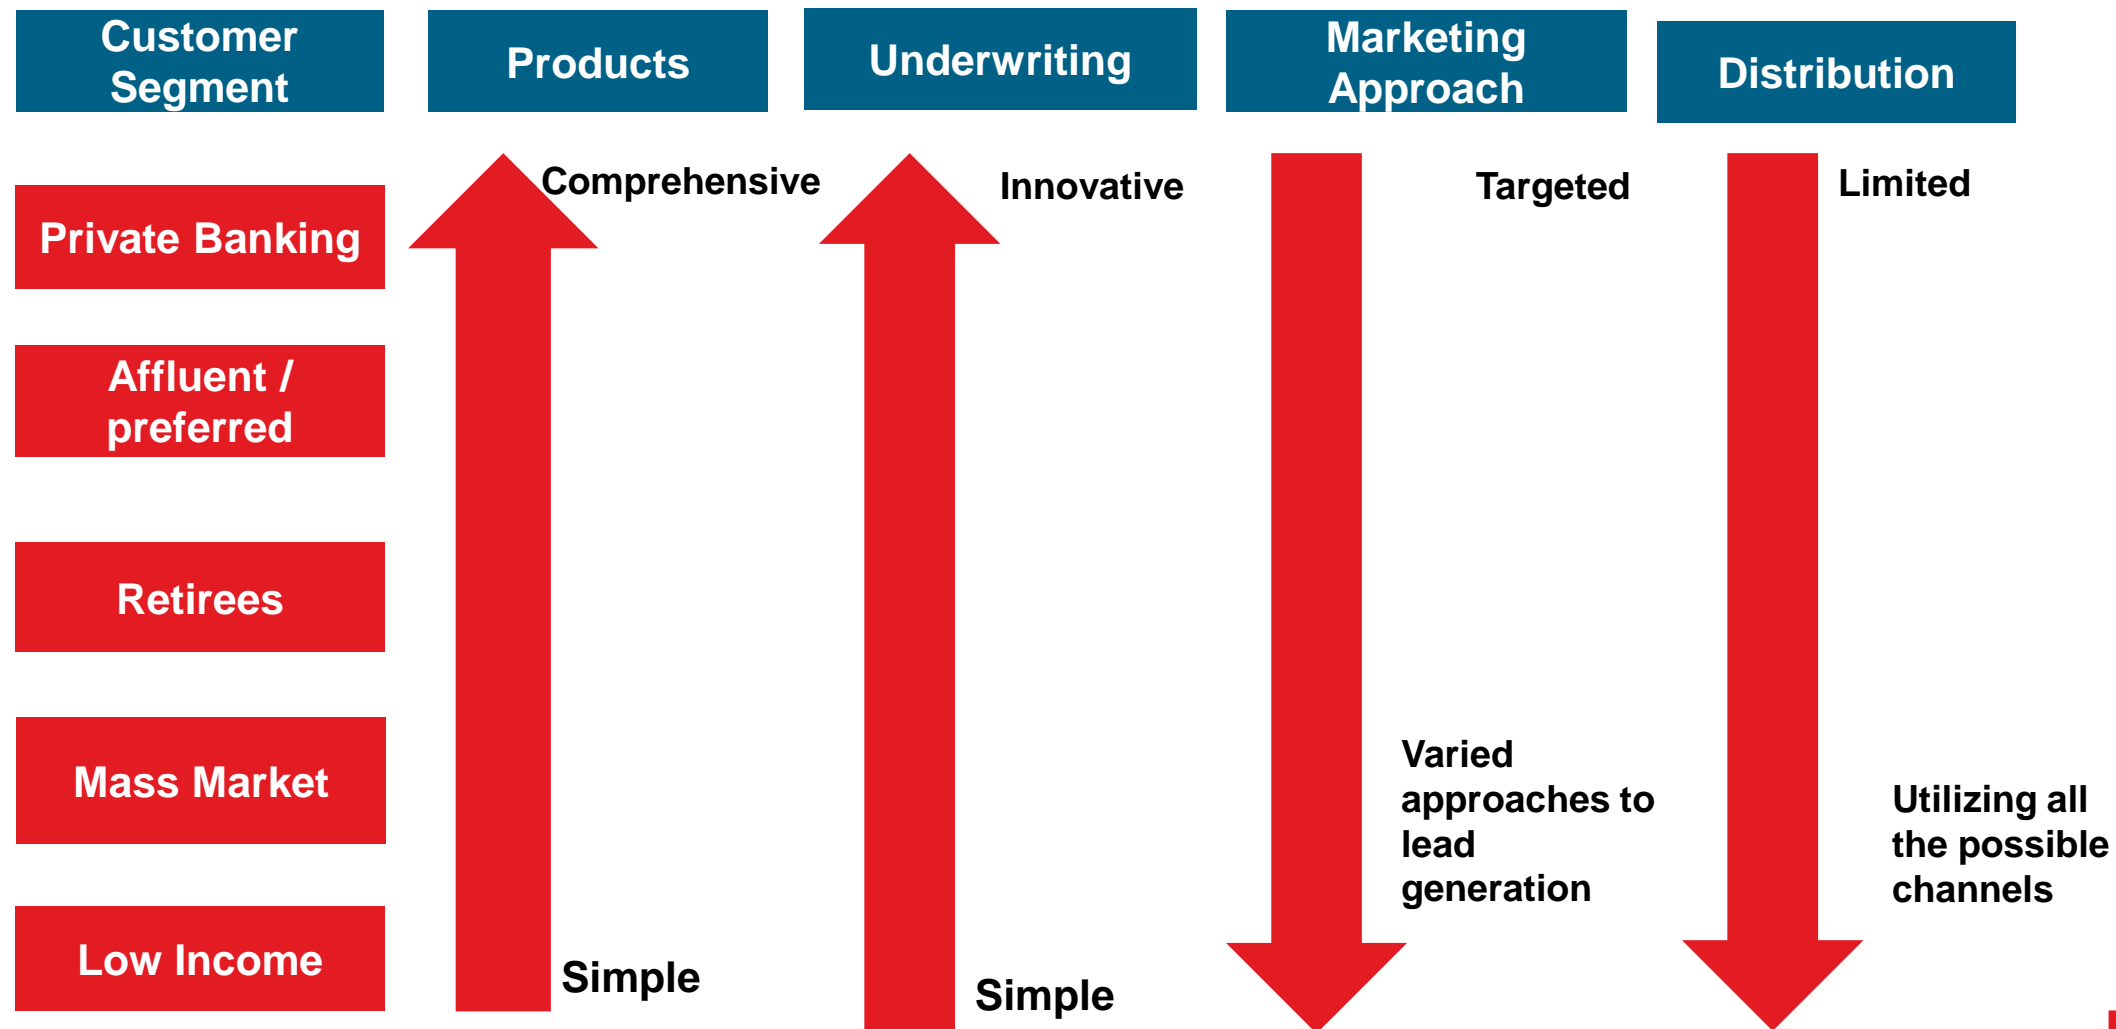 Customer
Segment
Products
Underwriting
Marketing
Approach
Distribution
Comprehensive
Innovative
Targeted
Limited
Private Banking
Affluent /
preferred
Retirees
Mass Market
Varied
approaches to
lead
generation
Utilizing all
the possible
channels
Low Income
Simple
Simple